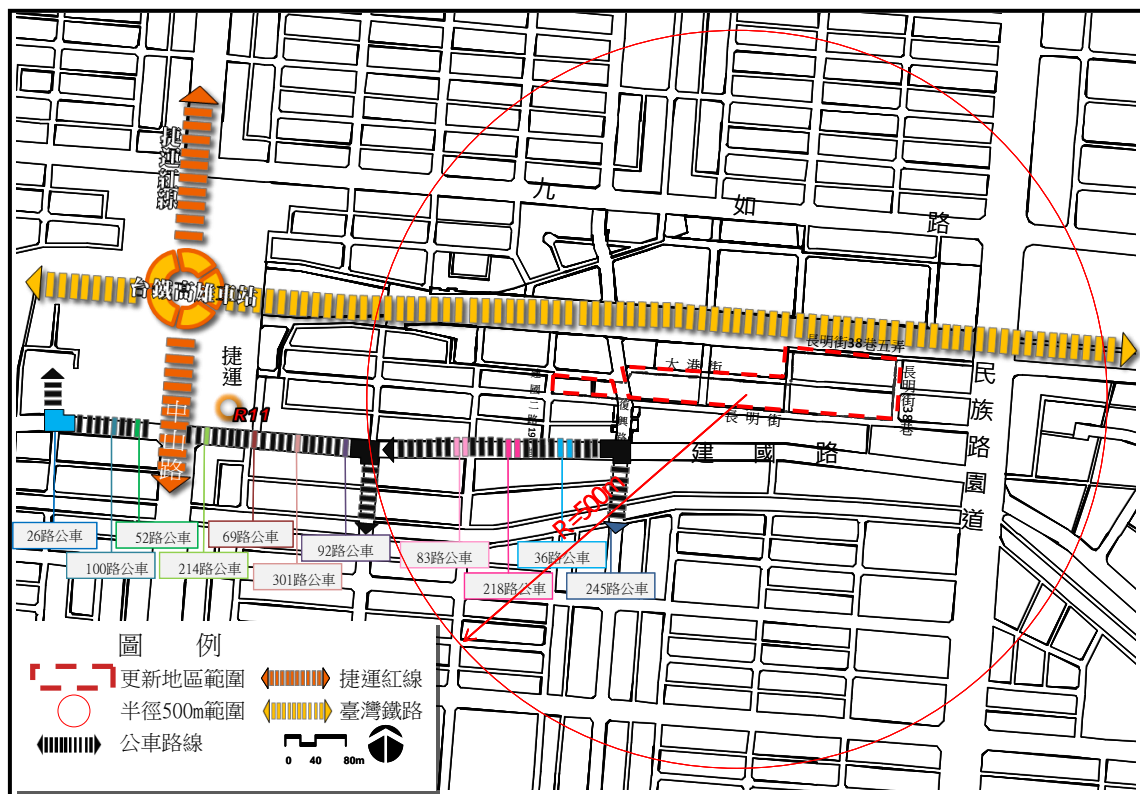 捷運紅線
九如路
台鐵高雄車站
長明街38巷五弄
大港街
長明街38巷
民族路園道
捷運
R11
復興路
長明街
建國路
中山路
R=500m
26路公車
52路公車
69路公車
92路公車
83路公車
36路公車
100路公車
214路公車
301路公車
218路公車
245路公車
圖 例
更新地區範圍
捷運紅線
半徑500m範圍
臺灣鐵路
公車路線
0 40 80m